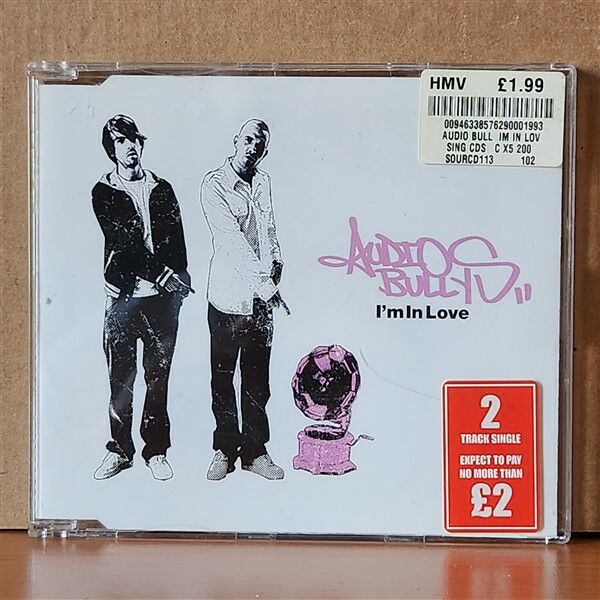 HMV £1.99
00946338576290001993
AUDIO BULL IM IN LOV
SING CDS C X5 200
SOURCD113 102
AUDIO
BULLYS
I'm In Love
2
TRACK SINGLE
EXPECT TO PAY
NO MORE THAN
£2